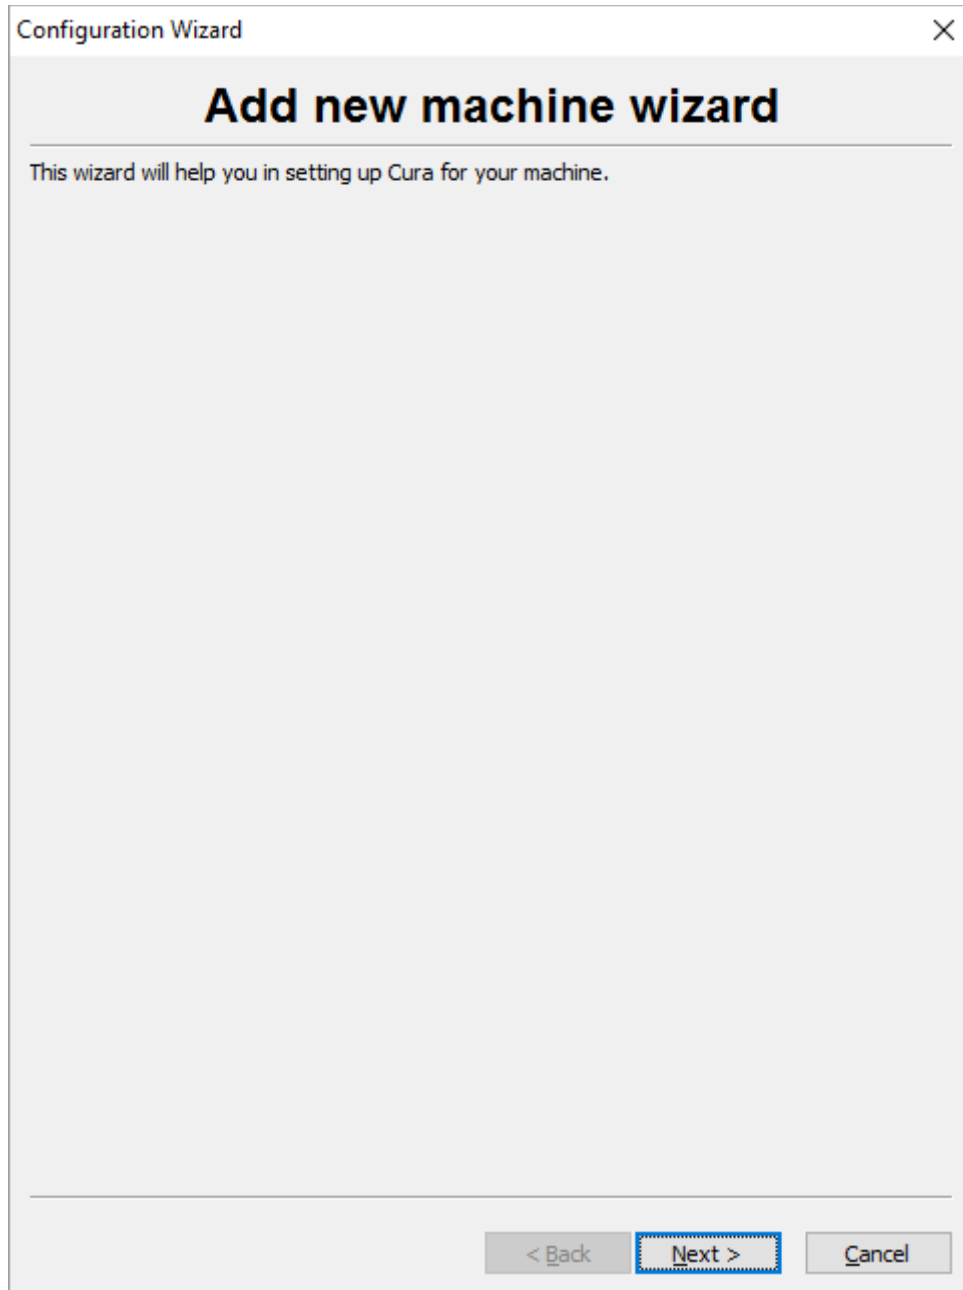 Configuration Wizard
Add new machine wizard
This wizard will help you in setting up Cura for your machine.
< Back Next > Cancel